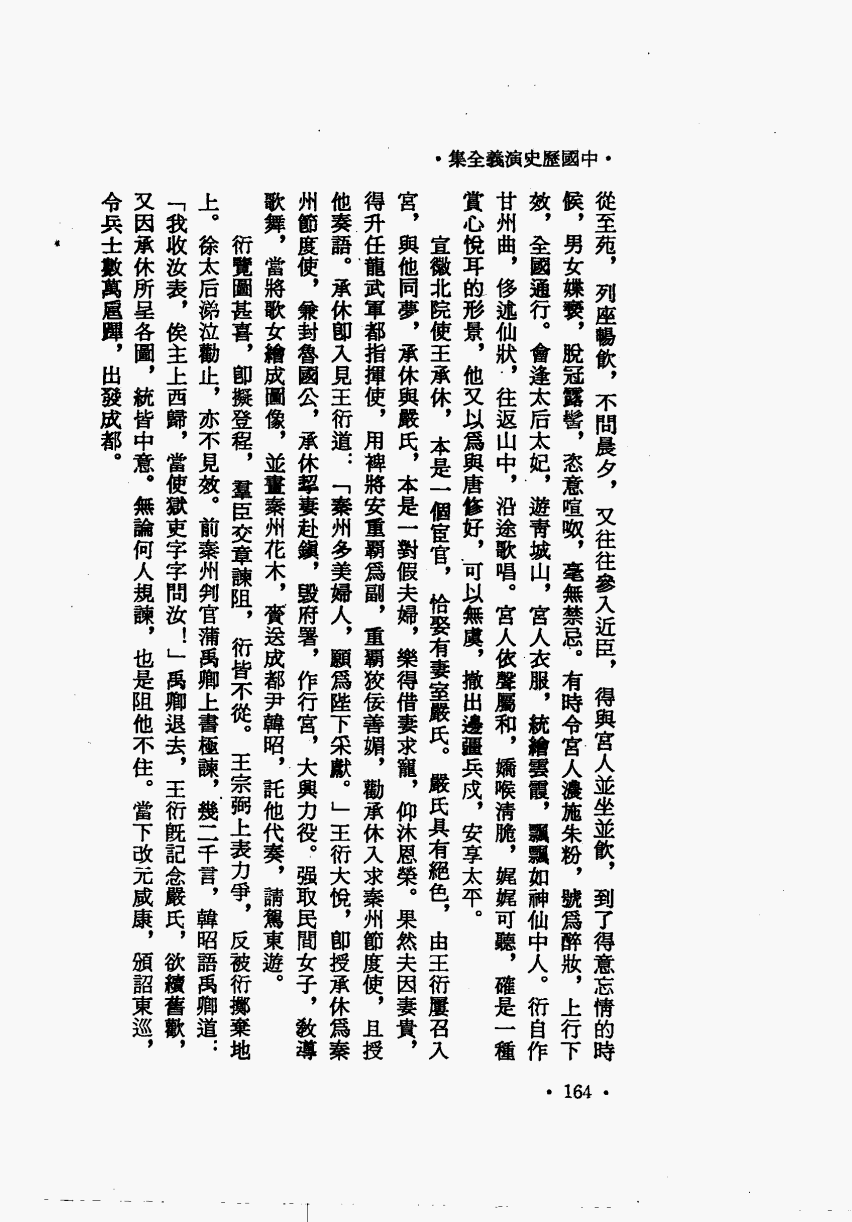 ・中國歷史演義全集・
從至苑，列座暢飲，不問晨夕，又往往參入近臣，得與宮人並坐並飲，到了得意忘情的時
候，男女媟褻，脫冠露髻，恣意喧呶，毫無禁忌。有時令宮人濃施朱粉，號爲醉妝，上行下
效，全國通行。會逢太后太妃，遊靑城山，宮人衣服，統繪雲霞，飄飄如神仙中人。衍自作
甘州曲，侈述仙狀，往返山中，沿途歌唱。宮人依聲屬和，嬌喉淸脆，娓娓可聽，確是一種
賞心悅耳的形景，他又以爲與唐修好，可以無虞，撤出邊疆兵戍，安享太平。
宣徽北院使王承休，本是一個宦官，恰娶有妻室嚴氏。嚴氏具有絕色，由王衍屢召入
宮，與他同夢，承休與嚴氏，本是一對假夫婦，樂得借妻求寵，仰沐恩榮。果然夫因妻貴，
得升任龍武軍都指揮使，用裨將安重霸爲副，重霸狡佞善媚，勸承休入求秦州節度使，且授
他奏語。承休卽入見王衍道：「秦州多美婦人，願爲陛下采獻。」王衍大悅，卽授承休爲秦
州節度使，兼封魯國公，承休挈妻赴鎭，毀府署，作行宮，大興力役。强取民間女子，敎導
歌舞，當將歌女繪成圖像，並畫秦州花木，賫送成都尹韓昭，託他代奏，請駕東遊。
衍覽圖甚喜，卽擬登程，羣臣交章諫阻，衍皆不從。王宗弼上表力爭，反被衍擲棄地
上。徐太后涕泣勸止，亦不見效。前秦州判官蒲禹卿上書極諫，幾二千言，韓昭語禹卿道：
「我收汝表，俟主上西歸，當使獄吏字字問汝！」禹卿退去，王衍旣記念嚴氏，欲續舊歡，
又因承休所呈各圖，統皆中意。無論何人規諫，也是阻他不住。當下改元咸康，頒詔東巡，
令兵士數萬扈蹕，出發成都。
・164・